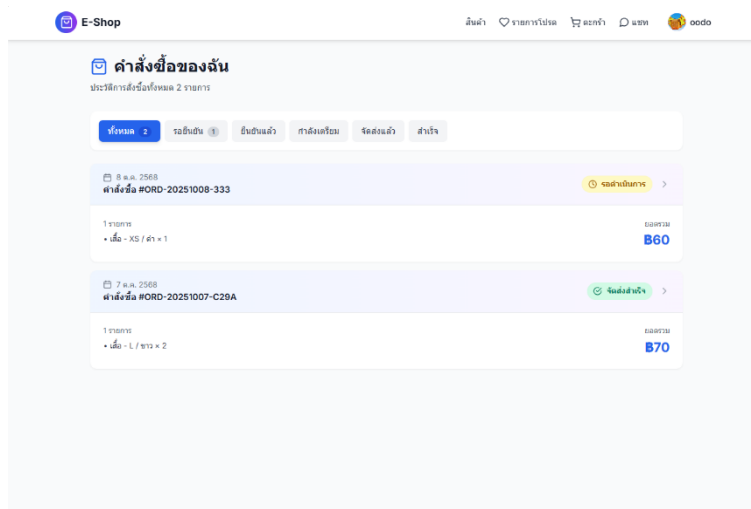 E-Shop
สินค้า รายการโปรด ตะกร้า แชท oodo
คำสั่งซื้อของฉัน
ประวัติการสั่งซื้อทั้งหมด 2 รายการ
ทั้งหมด 2 รอยืนยัน 1 ยืนยันแล้ว กำลังเตรียม จัดส่งแล้ว สำเร็จ
8 ต.ค. 2568
คำสั่งซื้อ #ORD-20251008-333
รอดำเนินการ
1 รายการ
• เสื้อ - XS / ดำ × 1
ยอดรวม
฿60
7 ต.ค. 2568
คำสั่งซื้อ #ORD-20251007-C29A
จัดส่งสำเร็จ
1 รายการ
• เสื้อ - L / ขาว × 2
ยอดรวม
฿70